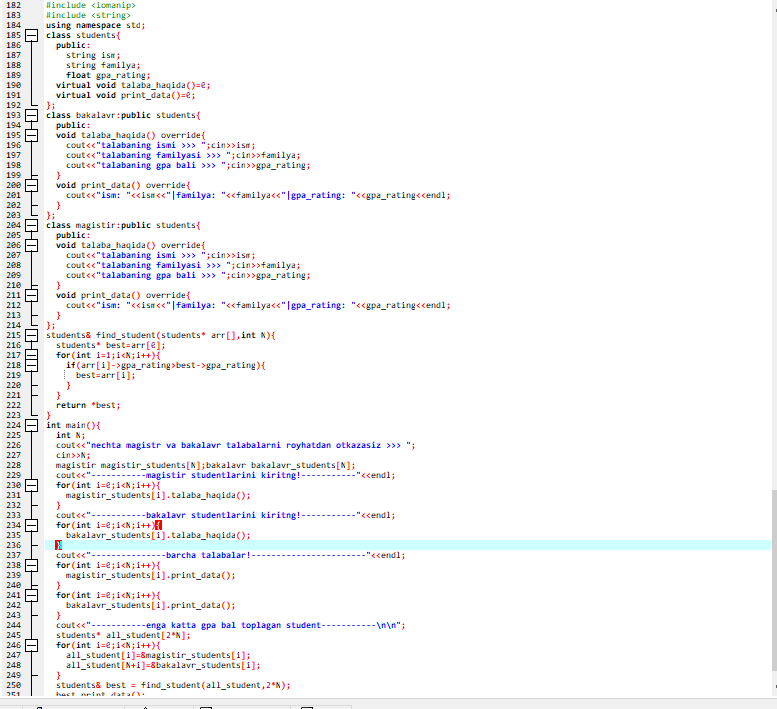 182 #include <iomanip>
183 #include <string>
184 using namespace std;
185 class students{
186 public:
187 string ism;
188 string familya;
189 float gpa_rating;
190 virtual void talaba_haqida()=0;
191 virtual void print_data()=0;
192 };
193 class bakalavr:public students{
194 public:
195 void talaba_haqida() override{
196 cout<<"talabaning ismi >>> ";cin>>ism;
197 cout<<"talabaning familyasi >>> ";cin>>familya;
198 cout<<"talabaning gpa bali >>> ";cin>>gpa_rating;
199 }
200 void print_data() override{
201 cout<<"ism: "<<ism<<"|familya: "<<familya<<"|gpa_rating: "<<gpa_rating<<endl;
202 }
203 };
204 class magistir:public students{
205 public:
206 void talaba_haqida() override{
207 cout<<"talabaning ismi >>> ";cin>>ism;
208 cout<<"talabaning familyasi >>> ";cin>>familya;
209 cout<<"talabaning gpa bali >>> ";cin>>gpa_rating;
210 }
211 void print_data() override{
212 cout<<"ism: "<<ism<<"|familya: "<<familya<<"|gpa_rating: "<<gpa_rating<<endl;
213 }
214 };
215 students& find_student(students* arr[],int N){
216 students* best=arr[0];
217 for(int i=1;i<N;i++){
218 if(arr[i]->gpa_rating>best->gpa_rating){
219 best=arr[i];
220 }
221 }
222 return *best;
223 }
224 int main(){
225 int N;
226 cout<<"nechta magistr va bakalavr talabalarni royhatdan otkazasiz >>> ";
227 cin>>N;
228 magistir magistir_students[N];bakalavr bakalavr_students[N];
229 cout<<"-----------magistir studentlarini kiritng!-----------"<<endl;
230 for(int i=0;i<N;i++){
231 magistir_students[i].talaba_haqida();
232 }
233 cout<<"-----------bakalavr studentlarini kiritng!-----------"<<endl;
234 for(int i=0;i<N;i++){
235 bakalavr_students[i].talaba_haqida();
236 }
237 cout<<"---------------barcha talabalar!-----------------------"<<endl;
238 for(int i=0;i<N;i++){
239 magistir_students[i].print_data();
240 }
241 for(int i=0;i<N;i++){
242 bakalavr_students[i].print_data();
243 }
244 cout<<"-----------enga katta gpa bal toplagan student-----------\n\n";
245 students* all_student[2*N];
246 for(int i=0;i<N;i++){
247 all_student[i]=&magistir_students[i];
248 all_student[N+i]=&bakalavr_students[i];
249 }
250 students& best = find_student(all_student,2*N);
251 best.print_data();